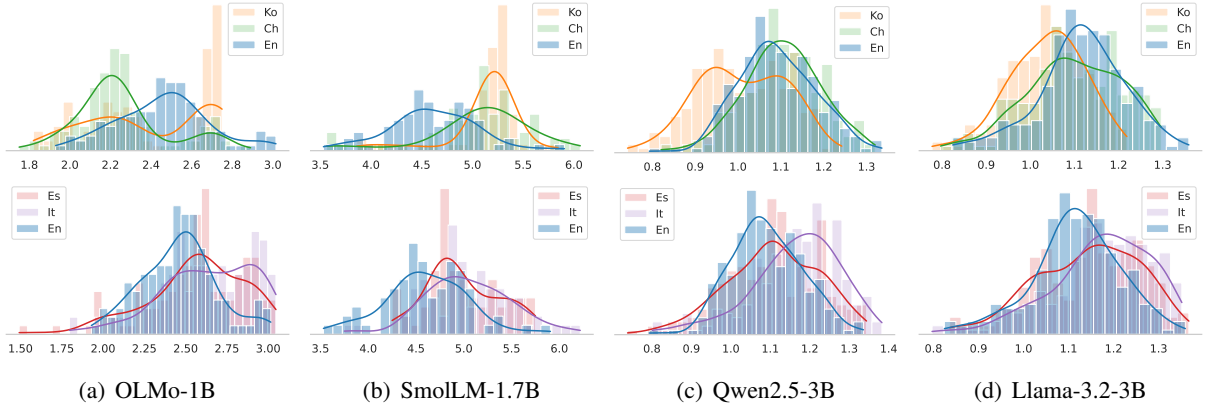 Ko
Ch
En
1.8 2.0 2.2 2.4 2.6 2.8 3.0
Ko
Ch
En
3.5 4.0 4.5 5.0 5.5 6.0
Ko
Ch
En
0.8 0.9 1.0 1.1 1.2 1.3
Ko
Ch
En
0.8 0.9 1.0 1.1 1.2 1.3
Es
It
En
1.50 1.75 2.00 2.25 2.50 2.75 3.00
Es
It
En
3.5 4.0 4.5 5.0 5.5 6.0
Es
It
En
0.8 0.9 1.0 1.1 1.2 1.3 1.4
Es
It
En
0.8 0.9 1.0 1.1 1.2 1.3
(a) OLMo-1B
(b) SmolLM-1.7B
(c) Qwen2.5-3B
(d) Llama-3.2-3B